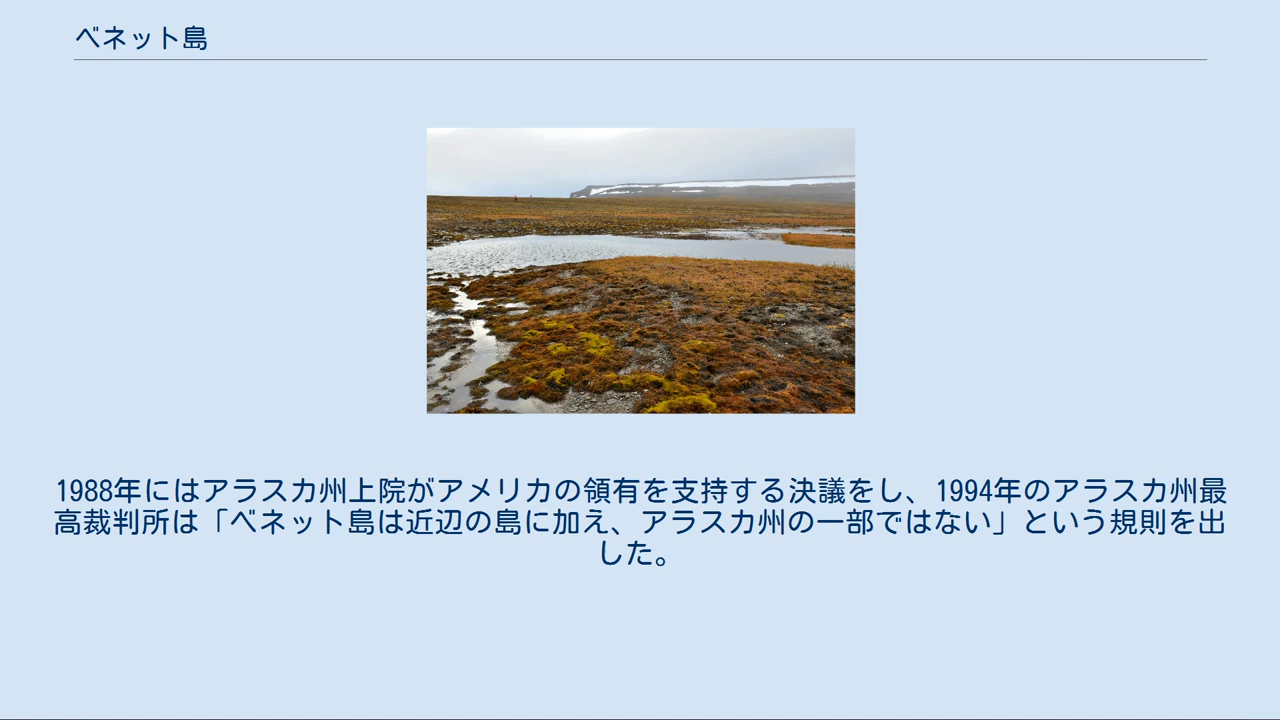 ベネット島
1988年にはアラスカ州上院がアメリカの領有を支持する決議をし、1994年のアラスカ州最
高裁判所は「ベネット島は近辺の島に加え、アラスカ州の一部ではない」という規則を出
した。